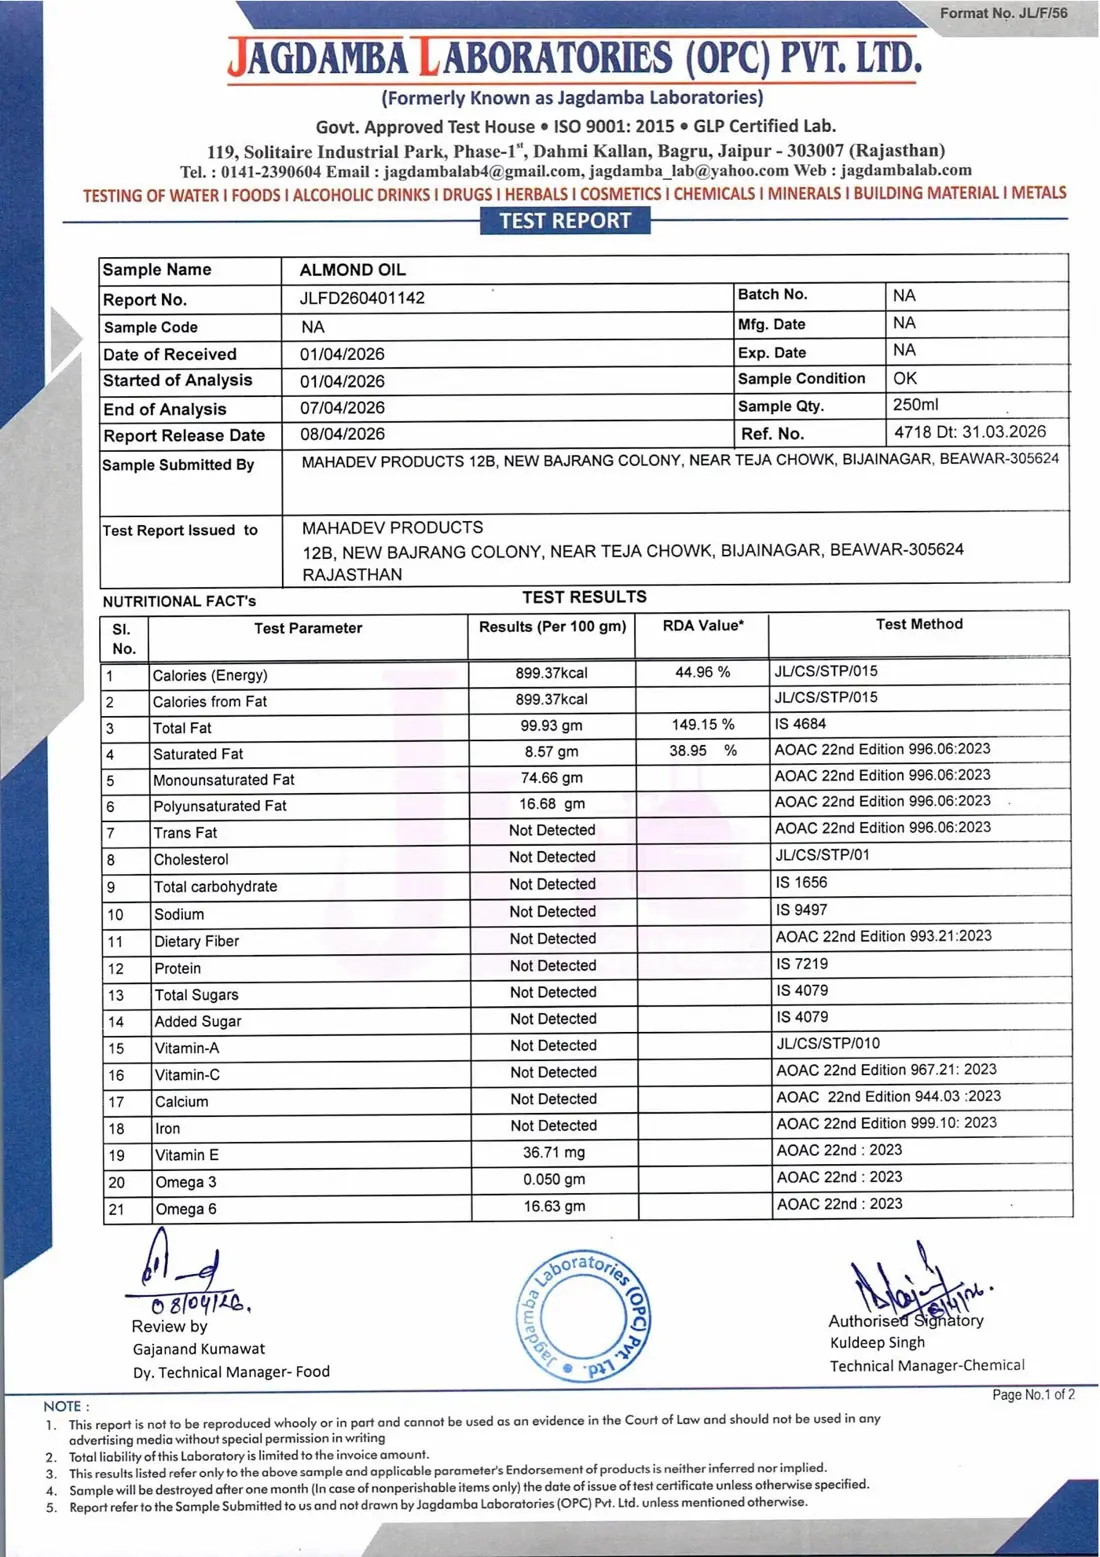 Format No. JL/F/56
JAGDAMBA LABORATORIES (OPC) PVT. LTD.
(Formerly Known as Jagdamba Laboratories)
Govt. Approved Test House • ISO 9001: 2015 • GLP Certified Lab.
119, Solitaire Industrial Park, Phase-1st, Dahmi Kallan, Bagru, Jaipur - 303007 (Rajasthan)
Tel. : 0141-2390604 Email : jagdambalab4@gmail.com, jagdamba_lab@yahoo.com Web : jagdambalab.com
TESTING OF WATER I FOODS I ALCOHOLIC DRINKS I DRUGS I HERBALS I COSMETICS I CHEMICALS I MINERALS I BUILDING MATERIAL I METALS
TEST REPORT
Sample Name ALMOND OIL
Report No. JLFD260401142 Batch No. NA
Sample Code NA Mfg. Date NA
Date of Received 01/04/2026 Exp. Date NA
Started of Analysis 01/04/2026 Sample Condition OK
End of Analysis 07/04/2026 Sample Qty. 250ml
Report Release Date 08/04/2026 Ref. No. 4718 Dt: 31.03.2026
Sample Submitted By MAHADEV PRODUCTS 12B, NEW BAJRANG COLONY, NEAR TEJA CHOWK, BIJAINAGAR, BEAWAR-305624
Test Report Issued to MAHADEV PRODUCTS
12B, NEW BAJRANG COLONY, NEAR TEJA CHOWK, BIJAINAGAR, BEAWAR-305624
RAJASTHAN
NUTRITIONAL FACT's TEST RESULTS
Sl. No. Test Parameter Results (Per 100 gm) RDA Value* Test Method
1 Calories (Energy) 899.37kcal 44.96 % JL/CS/STP/015
2 Calories from Fat 899.37kcal JL/CS/STP/015
3 Total Fat 99.93 gm 149.15 % IS 4684
4 Saturated Fat 8.57 gm 38.95 % AOAC 22nd Edition 996.06:2023
5 Monounsaturated Fat 74.66 gm AOAC 22nd Edition 996.06:2023
6 Polyunsaturated Fat 16.68 gm AOAC 22nd Edition 996.06:2023
7 Trans Fat Not Detected AOAC 22nd Edition 996.06:2023
8 Cholesterol Not Detected JL/CS/STP/01
9 Total carbohydrate Not Detected IS 1656
10 Sodium Not Detected IS 9497
11 Dietary Fiber Not Detected AOAC 22nd Edition 993.21:2023
12 Protein Not Detected IS 7219
13 Total Sugars Not Detected IS 4079
14 Added Sugar Not Detected IS 4079
15 Vitamin-A Not Detected JL/CS/STP/010
16 Vitamin-C Not Detected AOAC 22nd Edition 967.21: 2023
17 Calcium Not Detected AOAC 22nd Edition 944.03 :2023
18 Iron Not Detected AOAC 22nd Edition 999.10: 2023
19 Vitamin E 36.71 mg AOAC 22nd : 2023
20 Omega 3 0.050 gm AOAC 22nd : 2023
21 Omega 6 16.63 gm AOAC 22nd : 2023
08/04/26.
Review by
Gajanand Kumawat
Dy. Technical Manager- Food
Jagdamba Laboratories (OPC) Pvt. Ltd.
8/4/26.
Authorised Signatory
Kuldeep Singh
Technical Manager-Chemical
Page No.1 of 2
NOTE :
1. This report is not to be reproduced whooly or in part and cannot be used as an evidence in the Court of Law and should not be used in any
advertising media without special permission in writing
2. Total liability of this Laboratory is limited to the invoice amount.
3. This results listed refer only to the above sample and applicable parameter's Endorsement of products is neither inferred nor implied.
4. Sample will be destroyed after one month (In case of nonperishable items only) the date of issue of test certificate unless otherwise specified.
5. Report refer to the Sample Submitted to us and not drawn by Jagdamba Laboratories (OPC) Pvt. Ltd. unless mentioned otherwise.